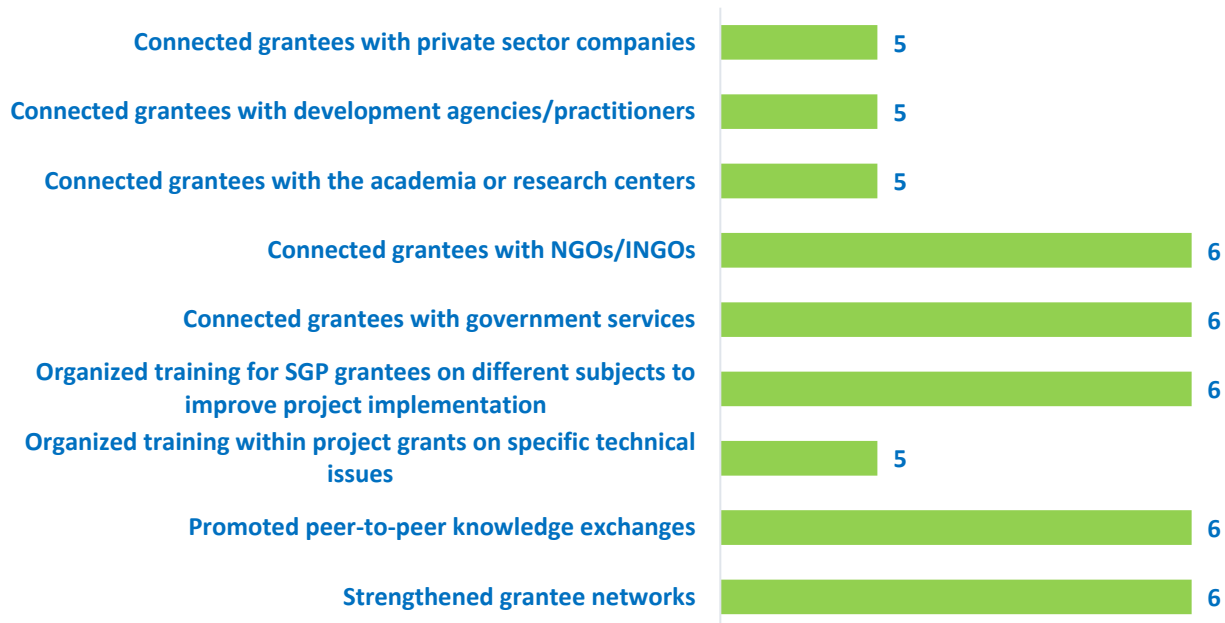 Connected grantees with private sector companies 5
Connected grantees with development agencies/practitioners 5
Connected grantees with the academia or research centers 5
Connected grantees with NGOs/INGOs 6
Connected grantees with government services 6
Organized training for SGP grantees on different subjects to
improve project implementation 6
Organized training within project grants on specific technical
issues 5
Promoted peer-to-peer knowledge exchanges 6
Strengthened grantee networks 6